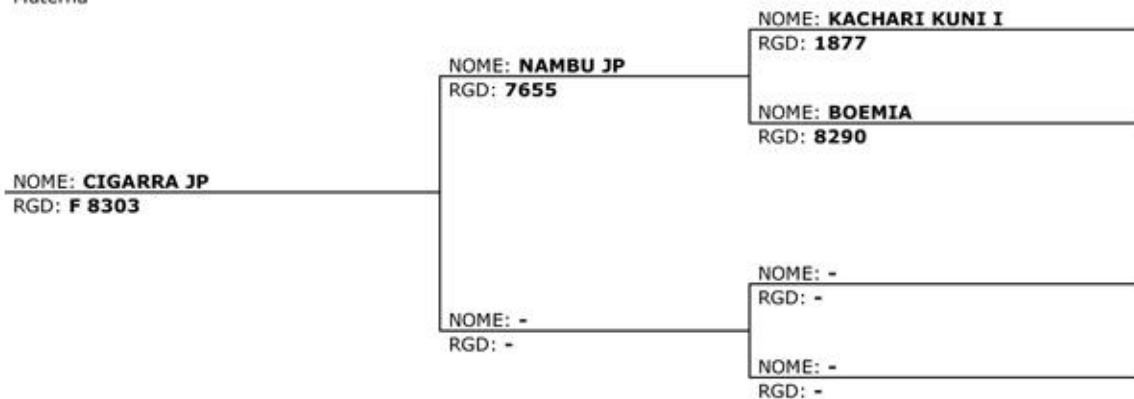 Materna
NOME: KACHARI KUNI I
RGD: 1877
NOME: NAMBU JP
RGD: 7655
NOME: BOEMIA
RGD: 8290
NOME: CIGARRA JP
RGD: F 8303
NOME: -
RGD: -
NOME: -
RGD: -
NOME: -
RGD: -